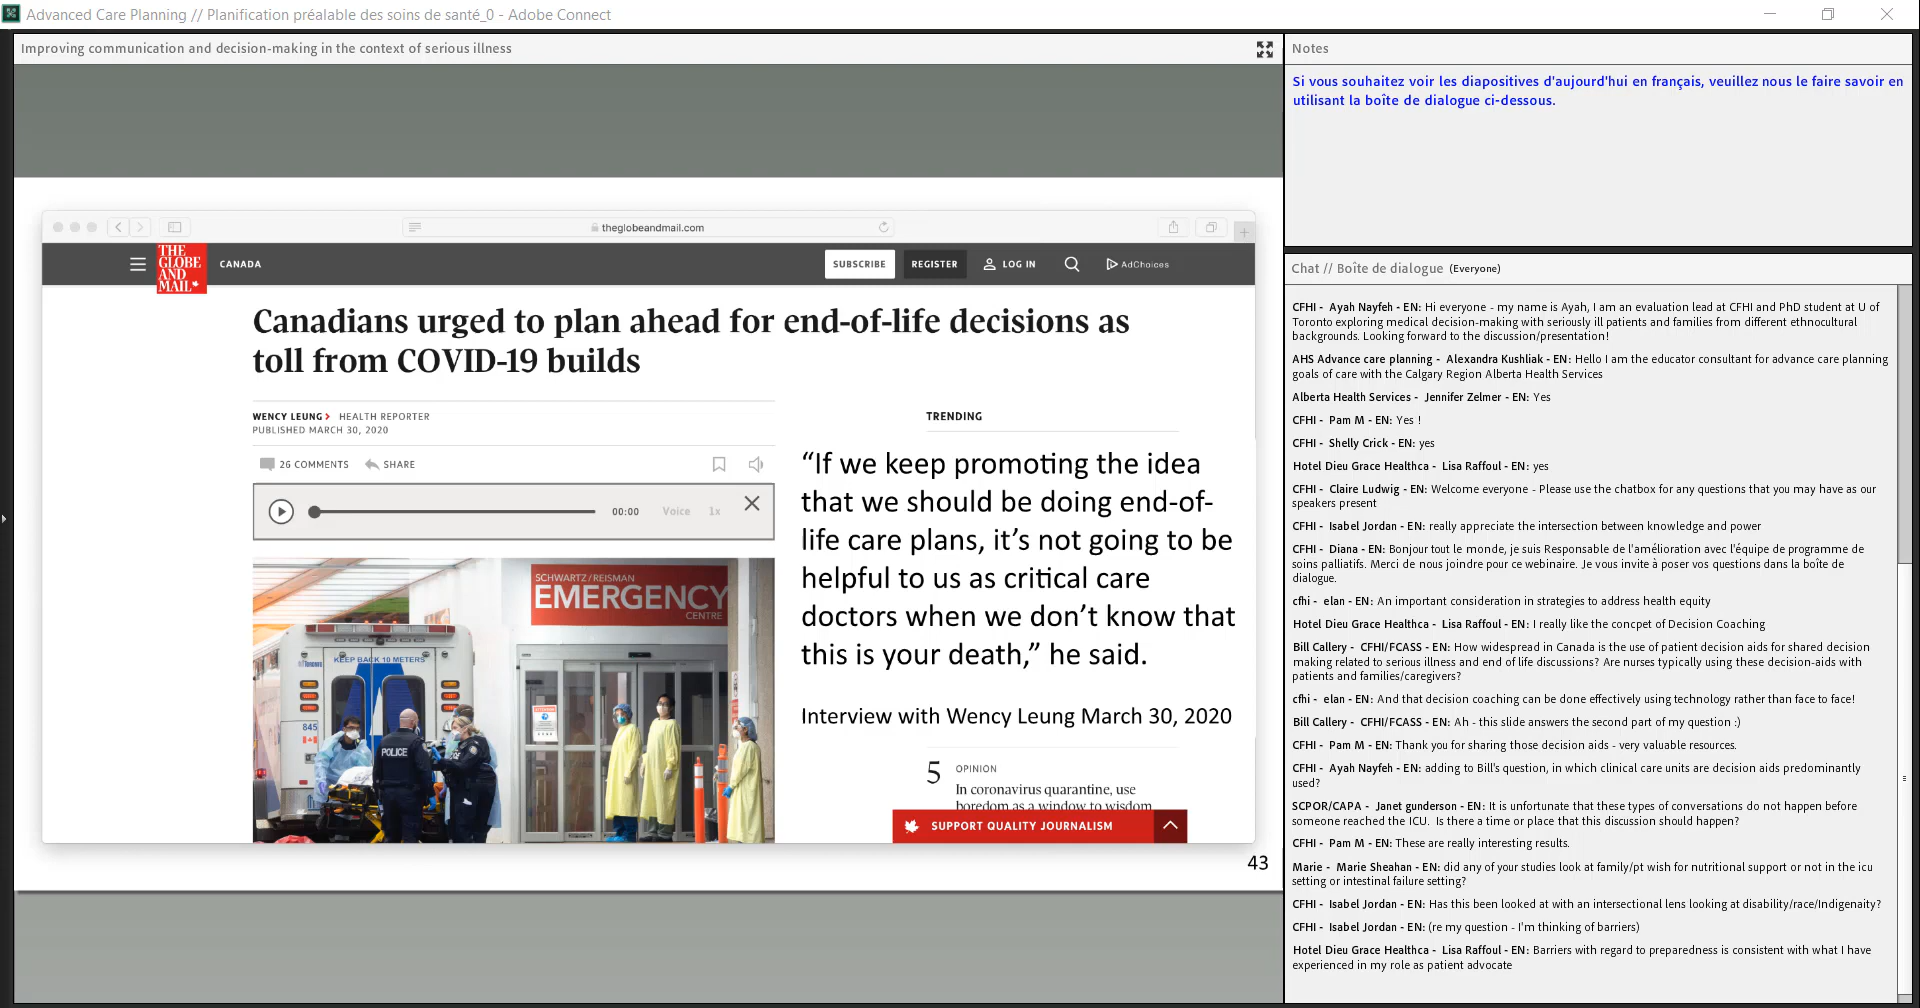 Advanced Care Planning // Planification préalable des soins de santé_0 - Adobe Connect
Improving communication and decision-making in the context of serious illness
theglobeandmail.com
THE
GLOBE
AND
MAIL
CANADA
SUBSCRIBE
REGISTER
LOG IN
AdChoices
Canadians urged to plan ahead for end-of-life decisions as
toll from COVID-19 builds
WENCY LEUNG > HEALTH REPORTER
PUBLISHED MARCH 30, 2020
26 COMMENTS
SHARE
00:00
Voice
1x
SCHWARTZ/REISMAN
EMERGENCY
CENTRE
KEEP BACK 10 METERS
845
POLICE
TRENDING
“If we keep promoting the idea
that we should be doing end-of-
life care plans, it’s not going to be
helpful to us as critical care
doctors when we don’t know that
this is your death,” he said.
Interview with Wency Leung March 30, 2020
5
OPINION
In coronavirus quarantine, use
boredom as a window to wisdom
SUPPORT QUALITY JOURNALISM
43
Notes
Si vous souhaitez voir les diapositives d'aujourd'hui en français, veuillez nous le faire savoir en
utilisant la boîte de dialogue ci-dessous.
Chat // Boîte de dialogue (Everyone)
CFHI - Ayah Nayfeh - EN: Hi everyone - my name is Ayah, I am an evaluation lead at CFHI and PhD student at U of
Toronto exploring medical decision-making with seriously ill patients and families from different ethnocultural
backgrounds. Looking forward to the discussion/presentation!
AHS Advance care planning - Alexandra Kushliak - EN: Hello I am the educator consultant for advance care planning
goals of care with the Calgary Region Alberta Health Services
Alberta Health Services - Jennifer Zelmer - EN: Yes
CFHI - Pam M - EN: Yes !
CFHI - Shelly Crick - EN: yes
Hotel Dieu Grace Healthca - Lisa Raffoul - EN: yes
CFHI - Claire Ludwig - EN: Welcome everyone - Please use the chatbox for any questions that you may have as our
speakers present
CFHI - Isabel Jordan - EN: really appreciate the intersection between knowledge and power
CFHI - Diana - EN: Bonjour tout le monde, je suis Responsable de l'amélioration avec l'équipe de programme de
soins palliatifs. Merci de nous joindre pour ce webinaire. Je vous invite à poser vos questions dans la boîte de
dialogue.
cfhi - elan - EN: An important consideration in strategies to address health equity
Hotel Dieu Grace Healthca - Lisa Raffoul - EN: I really like the concpet of Decision Coaching
Bill Callery - CFHI/FCASS - EN: How widespread in Canada is the use of patient decision aids for shared decision
making related to serious illness and end of life discussions? Are nurses typically using these decision-aids with
patients and families/caregivers?
cfhi - elan - EN: And that decision coaching can be done effectively using technology rather than face to face!
Bill Callery - CFHI/FCASS - EN: Ah - this slide answers the second part of my question :)
CFHI - Pam M - EN: Thank you for sharing those decision aids - very valuable resources.
CFHI - Ayah Nayfeh - EN: adding to Bill's question, in which clinical care units are decision aids predominantly
used?
SCPOR/CAPA - Janet gunderson - EN: It is unfortunate that these types of conversations do not happen before
someone reached the ICU. Is there a time or place that this discussion should happen?
CFHI - Pam M - EN: These are really interesting results.
Marie - Marie Sheahan - EN: did any of your studies look at family/pt wish for nutritional support or not in the icu
setting or intestinal failure setting?
CFHI - Isabel Jordan - EN: Has this been looked at with an intersectional lens looking at disability/race/Indigenaity?
CFHI - Isabel Jordan - EN: (re my question - I'm thinking of barriers)
Hotel Dieu Grace Healthca - Lisa Raffoul - EN: Barriers with regard to preparedness is consistent with what I have
experienced in my role as patient advocate